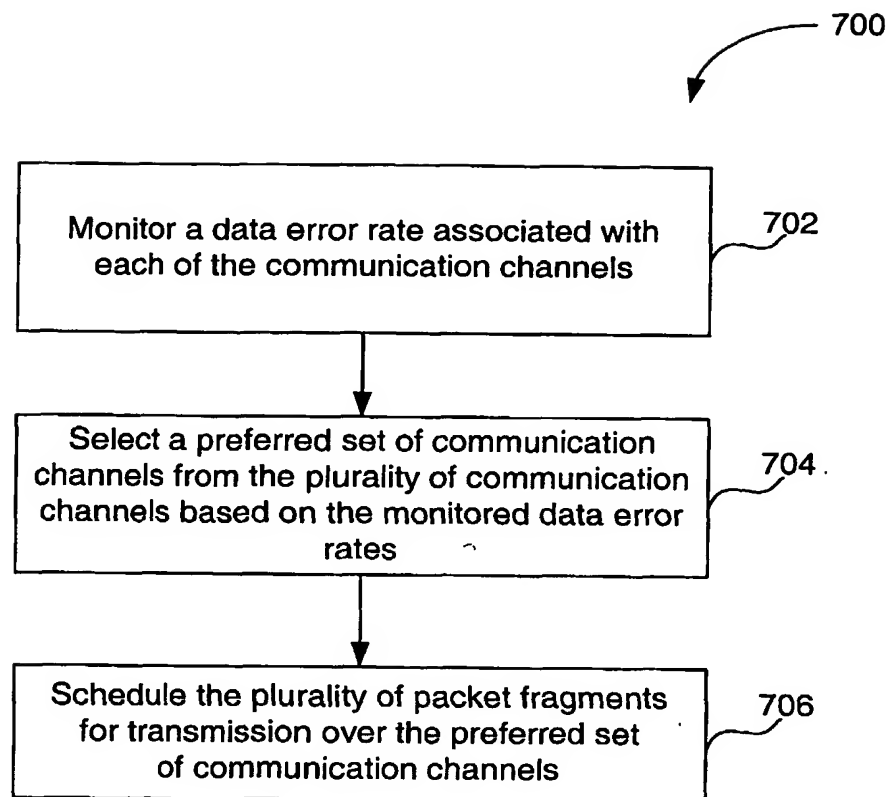 700
Monitor a data error rate associated with
each of the communication channels
702
Select a preferred set of communication
channels from the plurality of communication
channels based on the monitored data error
rates
704
Schedule the plurality of packet fragments
for transmission over the preferred set
of communication channels
706